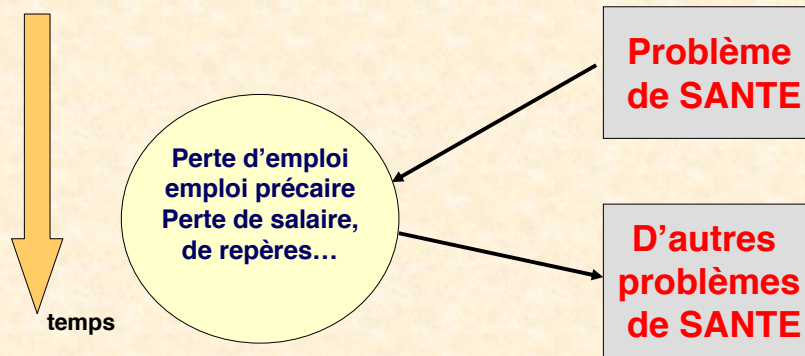 Problème
de SANTE
Perte d'emploi
emploi précaire
Perte de salaire,
de repères…
D'autres
problèmes
de SANTE
temps